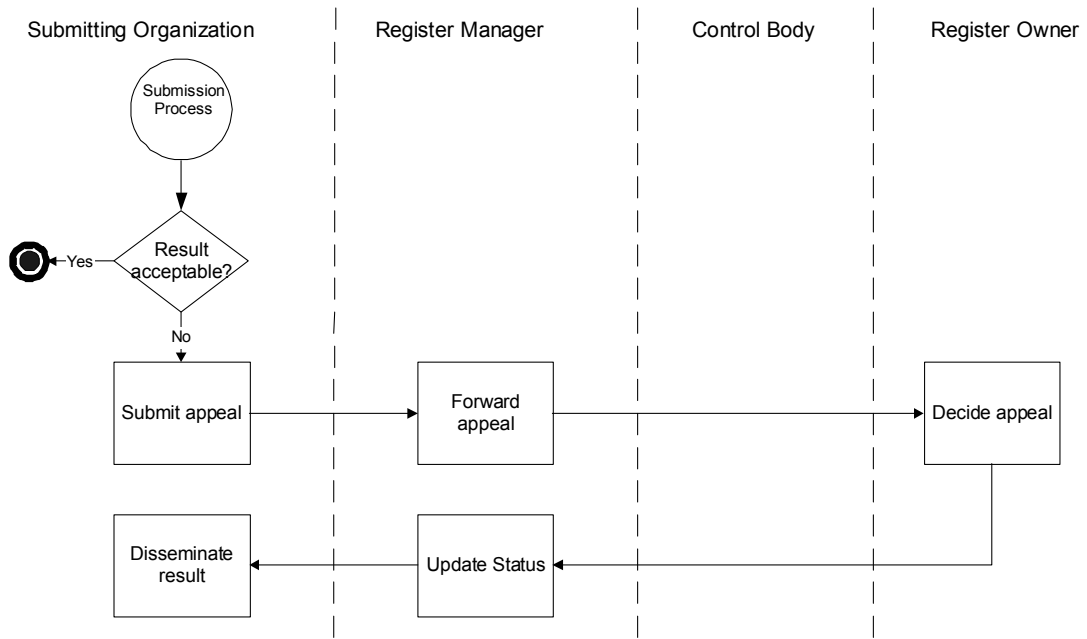 Submitting Organization
Register Manager
Control Body
Register Owner
Submission
Process
Result
acceptable?
Yes
No
Submit appeal
Forward
appeal
Decide appeal
Disseminate
result
Update Status